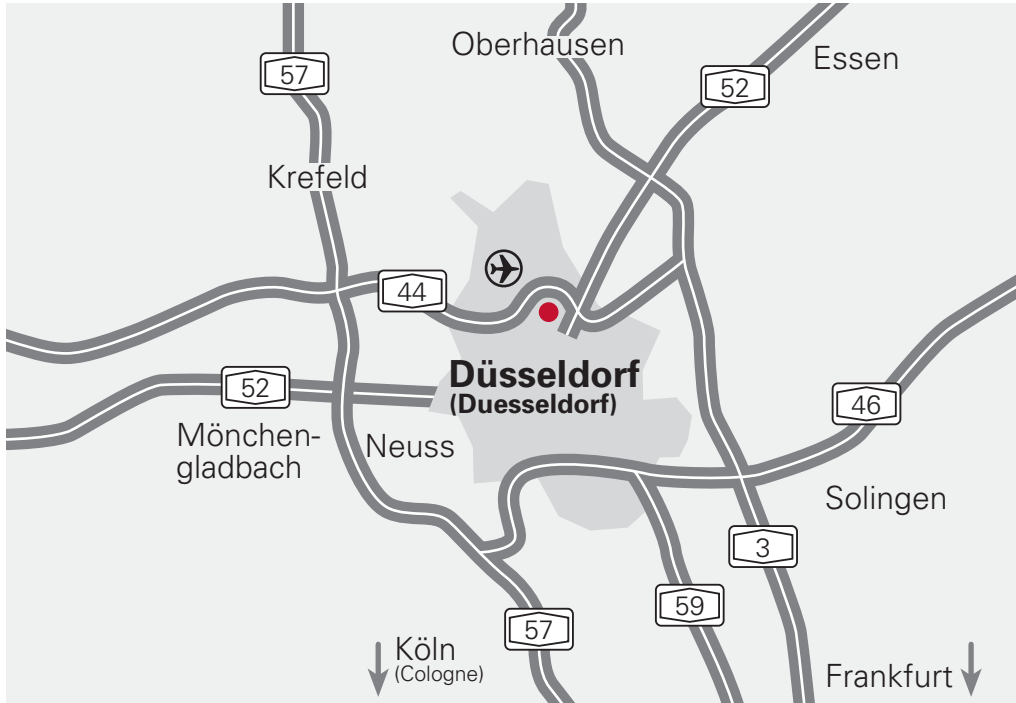 Oberhausen
57
Essen
52
Krefeld
44
Düsseldorf
(Duesseldorf)
52
46
Mönchen-
gladbach
Neuss
Solingen
3
59
57
Köln
(Cologne)
Frankfurt